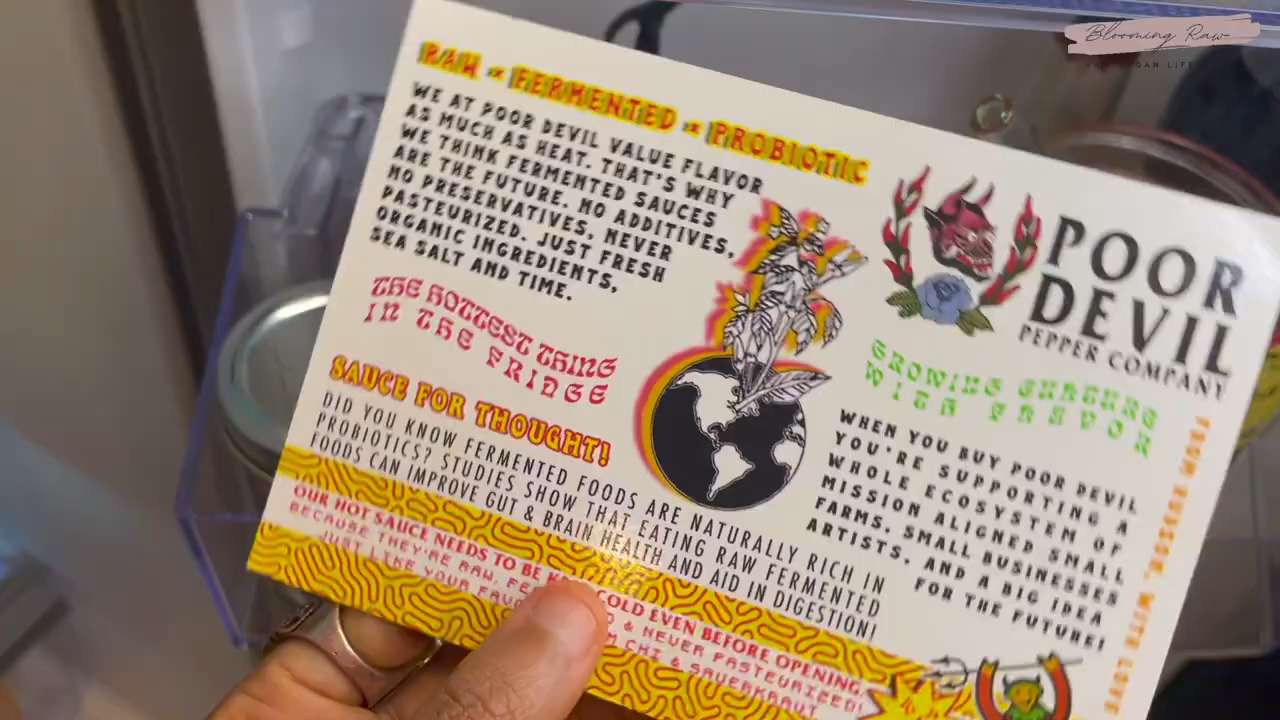 Blooming Raw
RAW
FERMENTED
PROBIOTIC
WE AT POOR DEVIL VALUE FLAVOR
AS MUCH AS HEAT. THAT'S WHY
WE THINK FERMENTED SAUCES
ARE THE FUTURE. NO ADDITIVES,
NO PRESERVATIVES, NEVER
PASTEURIZED. JUST FRESH
ORGANIC INGREDIENTS,
SEA SALT AND TIME.
THE HOTTEST THING
IN THE FRIDGE
SAUCE FOR THOUGHT!
DID YOU KNOW FERMENTED FOODS ARE NATURALLY RICH IN
PROBIOTICS? STUDIES SHOW THAT EATING RAW FERMENTED
FOODS CAN IMPROVE GUT & BRAIN HEALTH AND AID IN DIGESTION!
OUR HOT SAUCE NEEDS TO BE COLD EVEN BEFORE OPENING.
BECAUSE THEY'RE RAW, & NEVER PASTEURIZED!
JUST LIKE YOUR CHI & SAUERKRAUT
POOR
DEVIL
PEPPER COMPANY
GROWING CULTURE
WITH FLAVOR
WHEN YOU BUY POOR DEVIL
YOU'RE SUPPORTING A
WHOLE ECOSYSTEM OF
MISSION ALIGNED SMALL
FARMS, SMALL BUSINESSES
ARTISTS, AND A BIG IDEA
FOR THE FUTURE!
FROM HUDSON, WITH LOVE